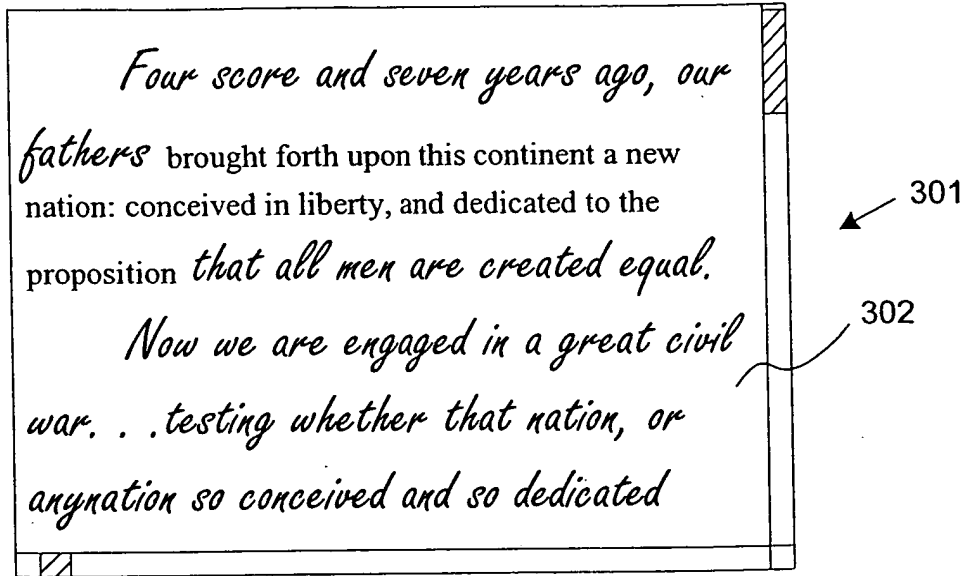 Four score and seven years ago, our
fathers brought forth upon this continent a new
nation: conceived in liberty, and dedicated to the
proposition that all men are created equal.
Now we are engaged in a great civil
war. . .testing whether that nation, or
anynation so conceived and so dedicated
301
302